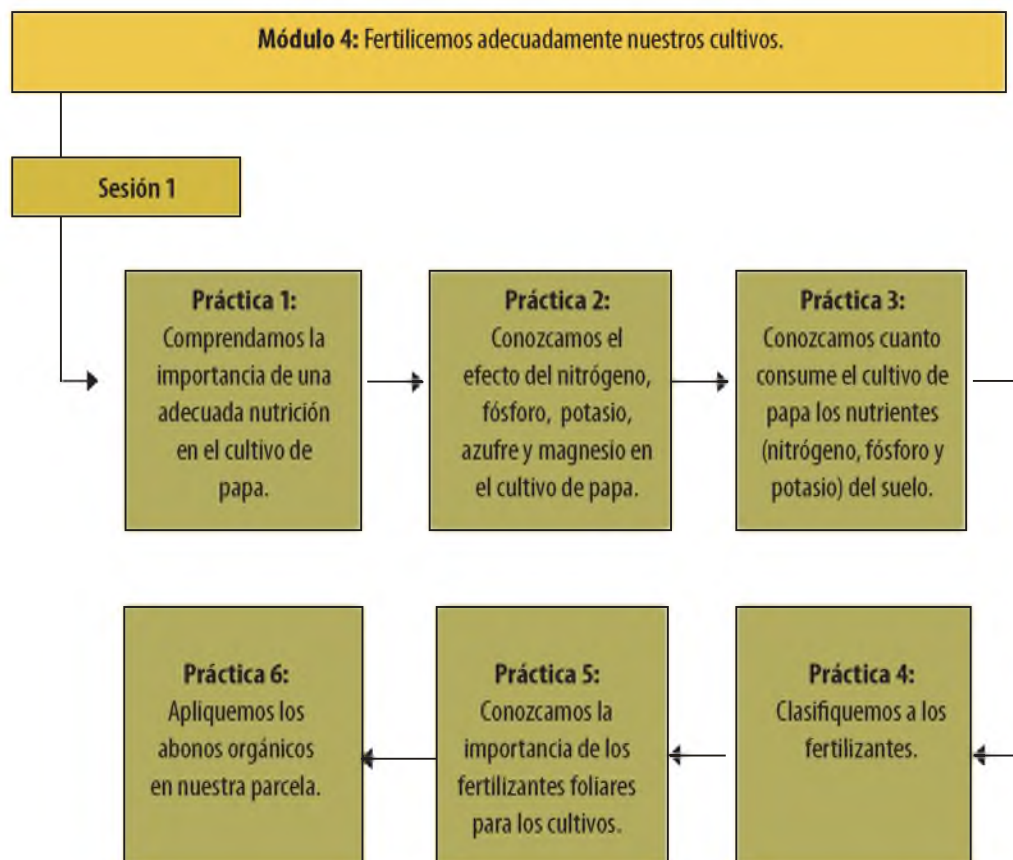 Módulo 4: Fertilicemos adecuadamente nuestros cultivos.
Sesión 1
Práctica 1:
Comprendamos la
importancia de una
adecuada nutrición
en el cultivo de
papa.
Práctica 2:
Conozcamos el
efecto del nitrógeno,
fósforo, potasio,
azufre y magnesio en
el cultivo de papa.
Práctica 3:
Conozcamos cuanto
consume el cultivo de
papa los nutrientes
(nitrógeno, fósforo y
potasio) del suelo.
Práctica 4:
Clasifiquemos a los
fertilizantes.
Práctica 5:
Conozcamos la
importancia de los
fertilizantes foliares
para los cultivos.
Práctica 6:
Apliquemos los
abonos orgánicos
en nuestra parcela.